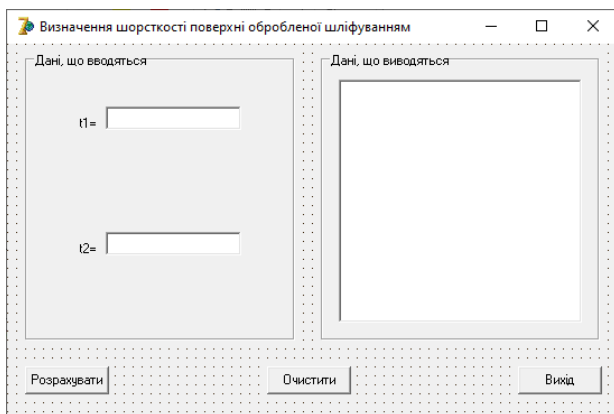 Визначення шорсткості поверхні обробленої шліфуванням
Дані, що вводяться
Дані, що виводяться
t1=
t2=
Розрахувати
Очистити
Вихід